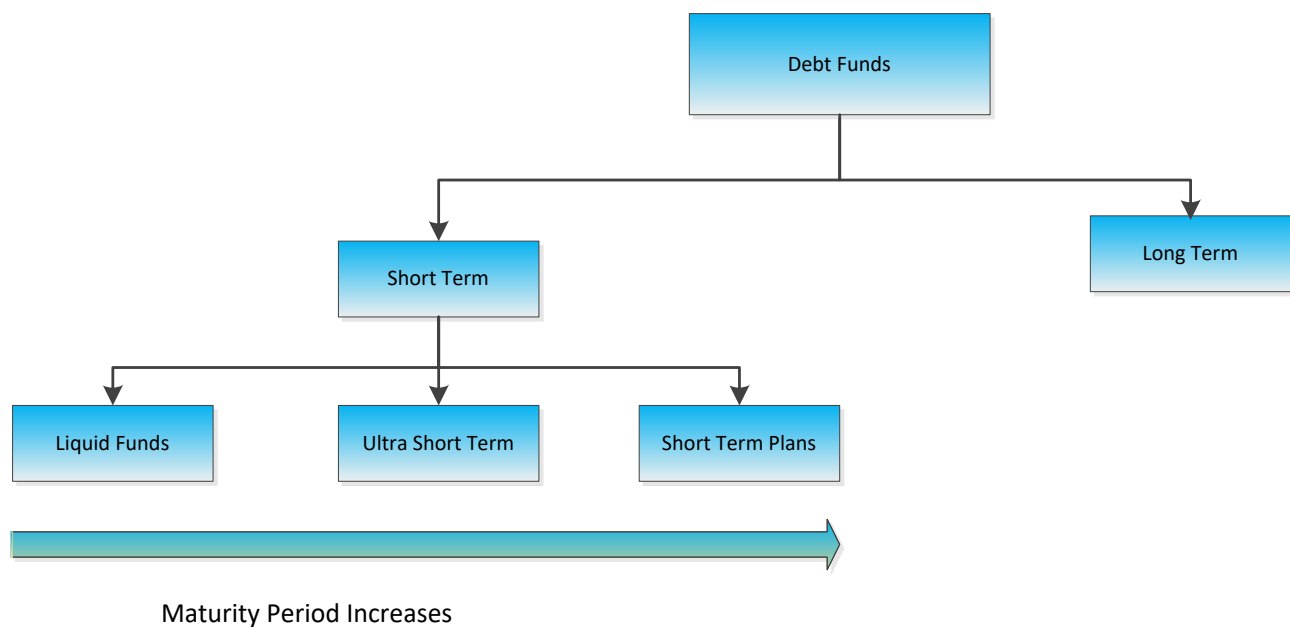 Debt Funds
Short Term
Long Term
Liquid Funds
Ultra Short Term
Short Term Plans
Maturity Period Increases